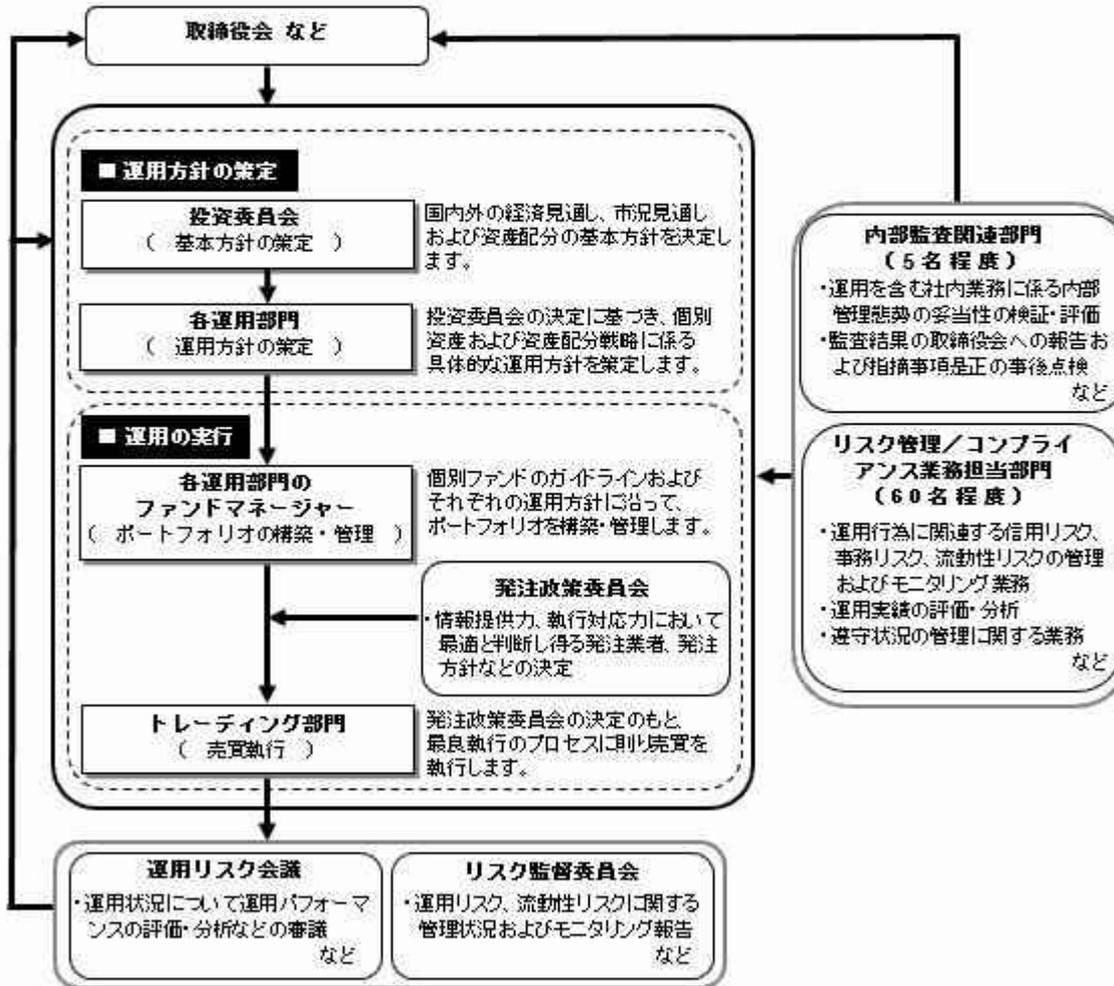 取締役会 など
■ 運用方針の策定
投資委員会
（ 基本方針の策定 ）
国内外の経済見通し、市況見通し
および資産配分の基本方針を決定し
ます。
各運用部門
（ 運用方針の策定 ）
投資委員会の決定に基づき、個別
資産および資産配分戦略に係る
具体的な運用方針を策定します。
■ 運用の実行
各運用部門の
ファンドマネージャー
（ ポートフォリオの構築・管理 ）
個別ファンドのガイドラインおよび
それぞれの運用方針に沿って、
ポートフォリオを構築・管理します。
発注政策委員会
・情報提供力、執行対応力において
最適と判断し得る発注業者、発注
方針などの決定
トレーディング部門
（ 売買執行 ）
発注政策委員会の決定のもと
最良執行のプロセスに則り売買を
執行します。
内部監査関連部門
（５名程度）
・運用を含む社内業務に係る内部
管理態勢の妥当性の検証・評価
・監査結果の取締役会への報告お
よび指摘事項是正の事後点検
など
リスク管理／コンプライ
アンス業務担当部門
（６０名程度）
・運用行為に関連する信用リスク、
事務リスク、流動性リスクの管理
およびモニタリング業務
・運用実績の評価・分析
・遵守状況の管理に関する業務
など
運用リスク会議
・運用状況について運用パフォーマ
ンスの評価・分析などの審議
など
リスク監督委員会
・運用リスク、流動性リスクに関する
管理状況およびモニタリング報告
など